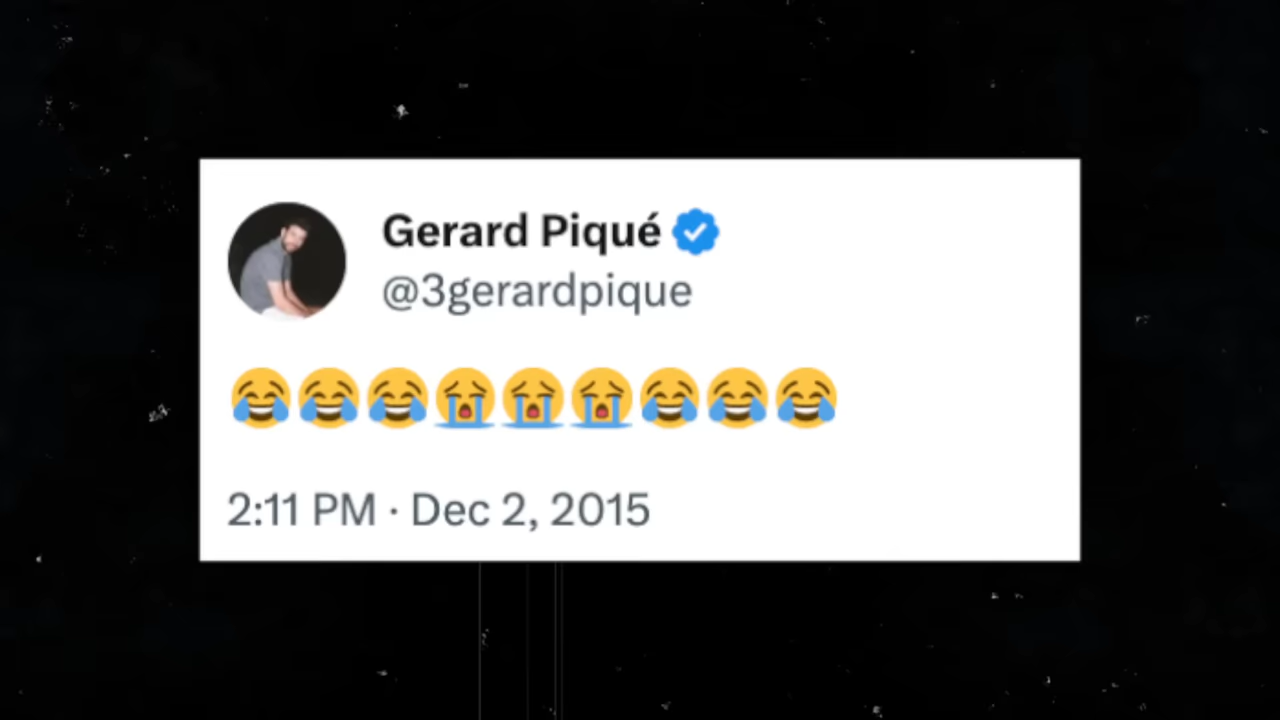 Gerard Piqué
@3gerardpique
😂😂😂😭😭😭😂😂😂
2:11 PM · Dec 2, 2015